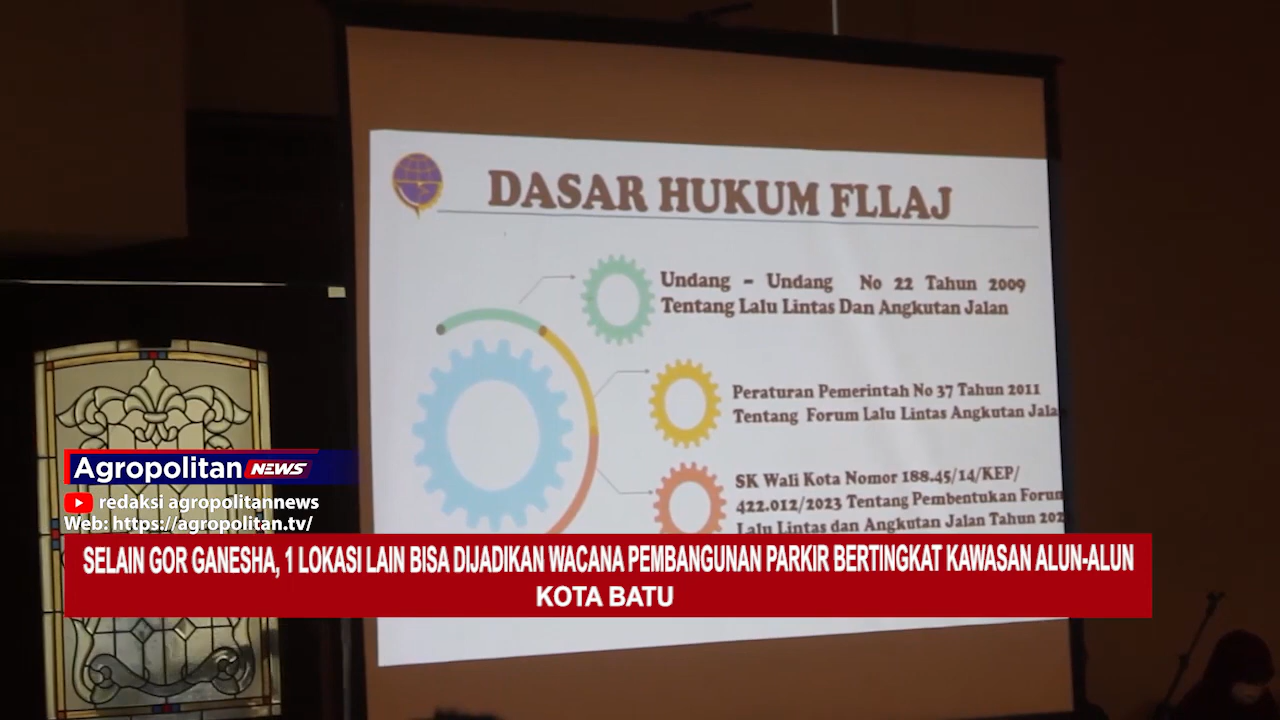 DASAR HUKUM FLLAJ
Undang - Undang No 22 Tahun 2009
Tentang Lalu Lintas Dan Angkutan Jalan
Peraturan Pemerintah No 37 Tahun 2011
Tentang Forum Lalu Lintas Angkutan Jala
SK Wali Kota Nomor 188.45/14/KEP/
422.012/2023 Tentang Pembentukan Forum
Lalu Lintas dan Angkutan Jalan Tahun 202
Agropolitan NEWS
redaksi agropolitannews
Web: https://agropolitan.tv/
SELAIN GOR GANESHA, 1 LOKASI LAIN BISA DIJADIKAN WACANA PEMBANGUNAN PARKIR BERTINGKAT KAWASAN ALUN-ALUN
KOTA BATU